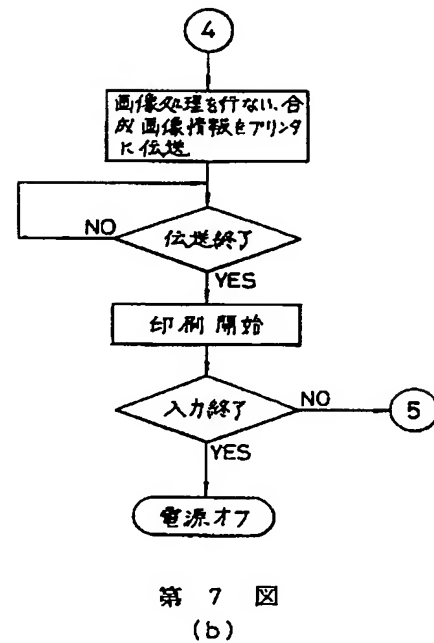 4
画像処理を行ない、合
成画像情報をプリンタ
に伝送
NO
伝送終了
YES
印刷開始
入力終了
NO
5
YES
電源オフ
第 7 図
(b)